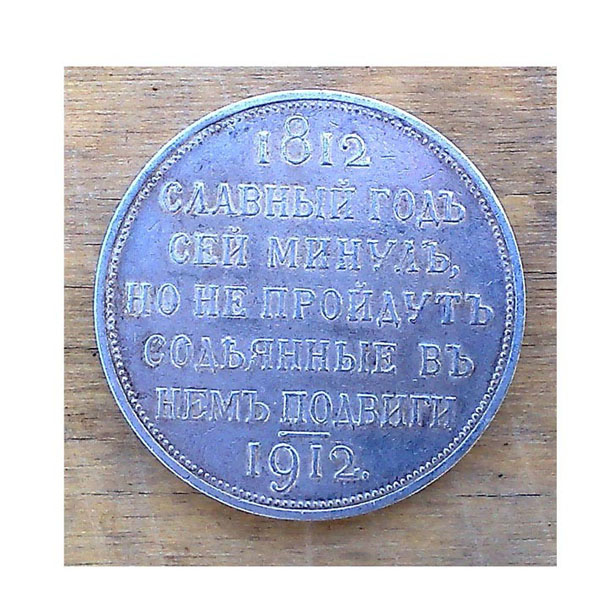 1812
СЛАВНЫЙ ГОДЪ
СЕЙ МИНУЛЪ,
НО НЕ ПРОЙДУТЪ
СОДѢЯННЫЕ ВЪ
НЕМЪ ПОДВИГИ
1912.